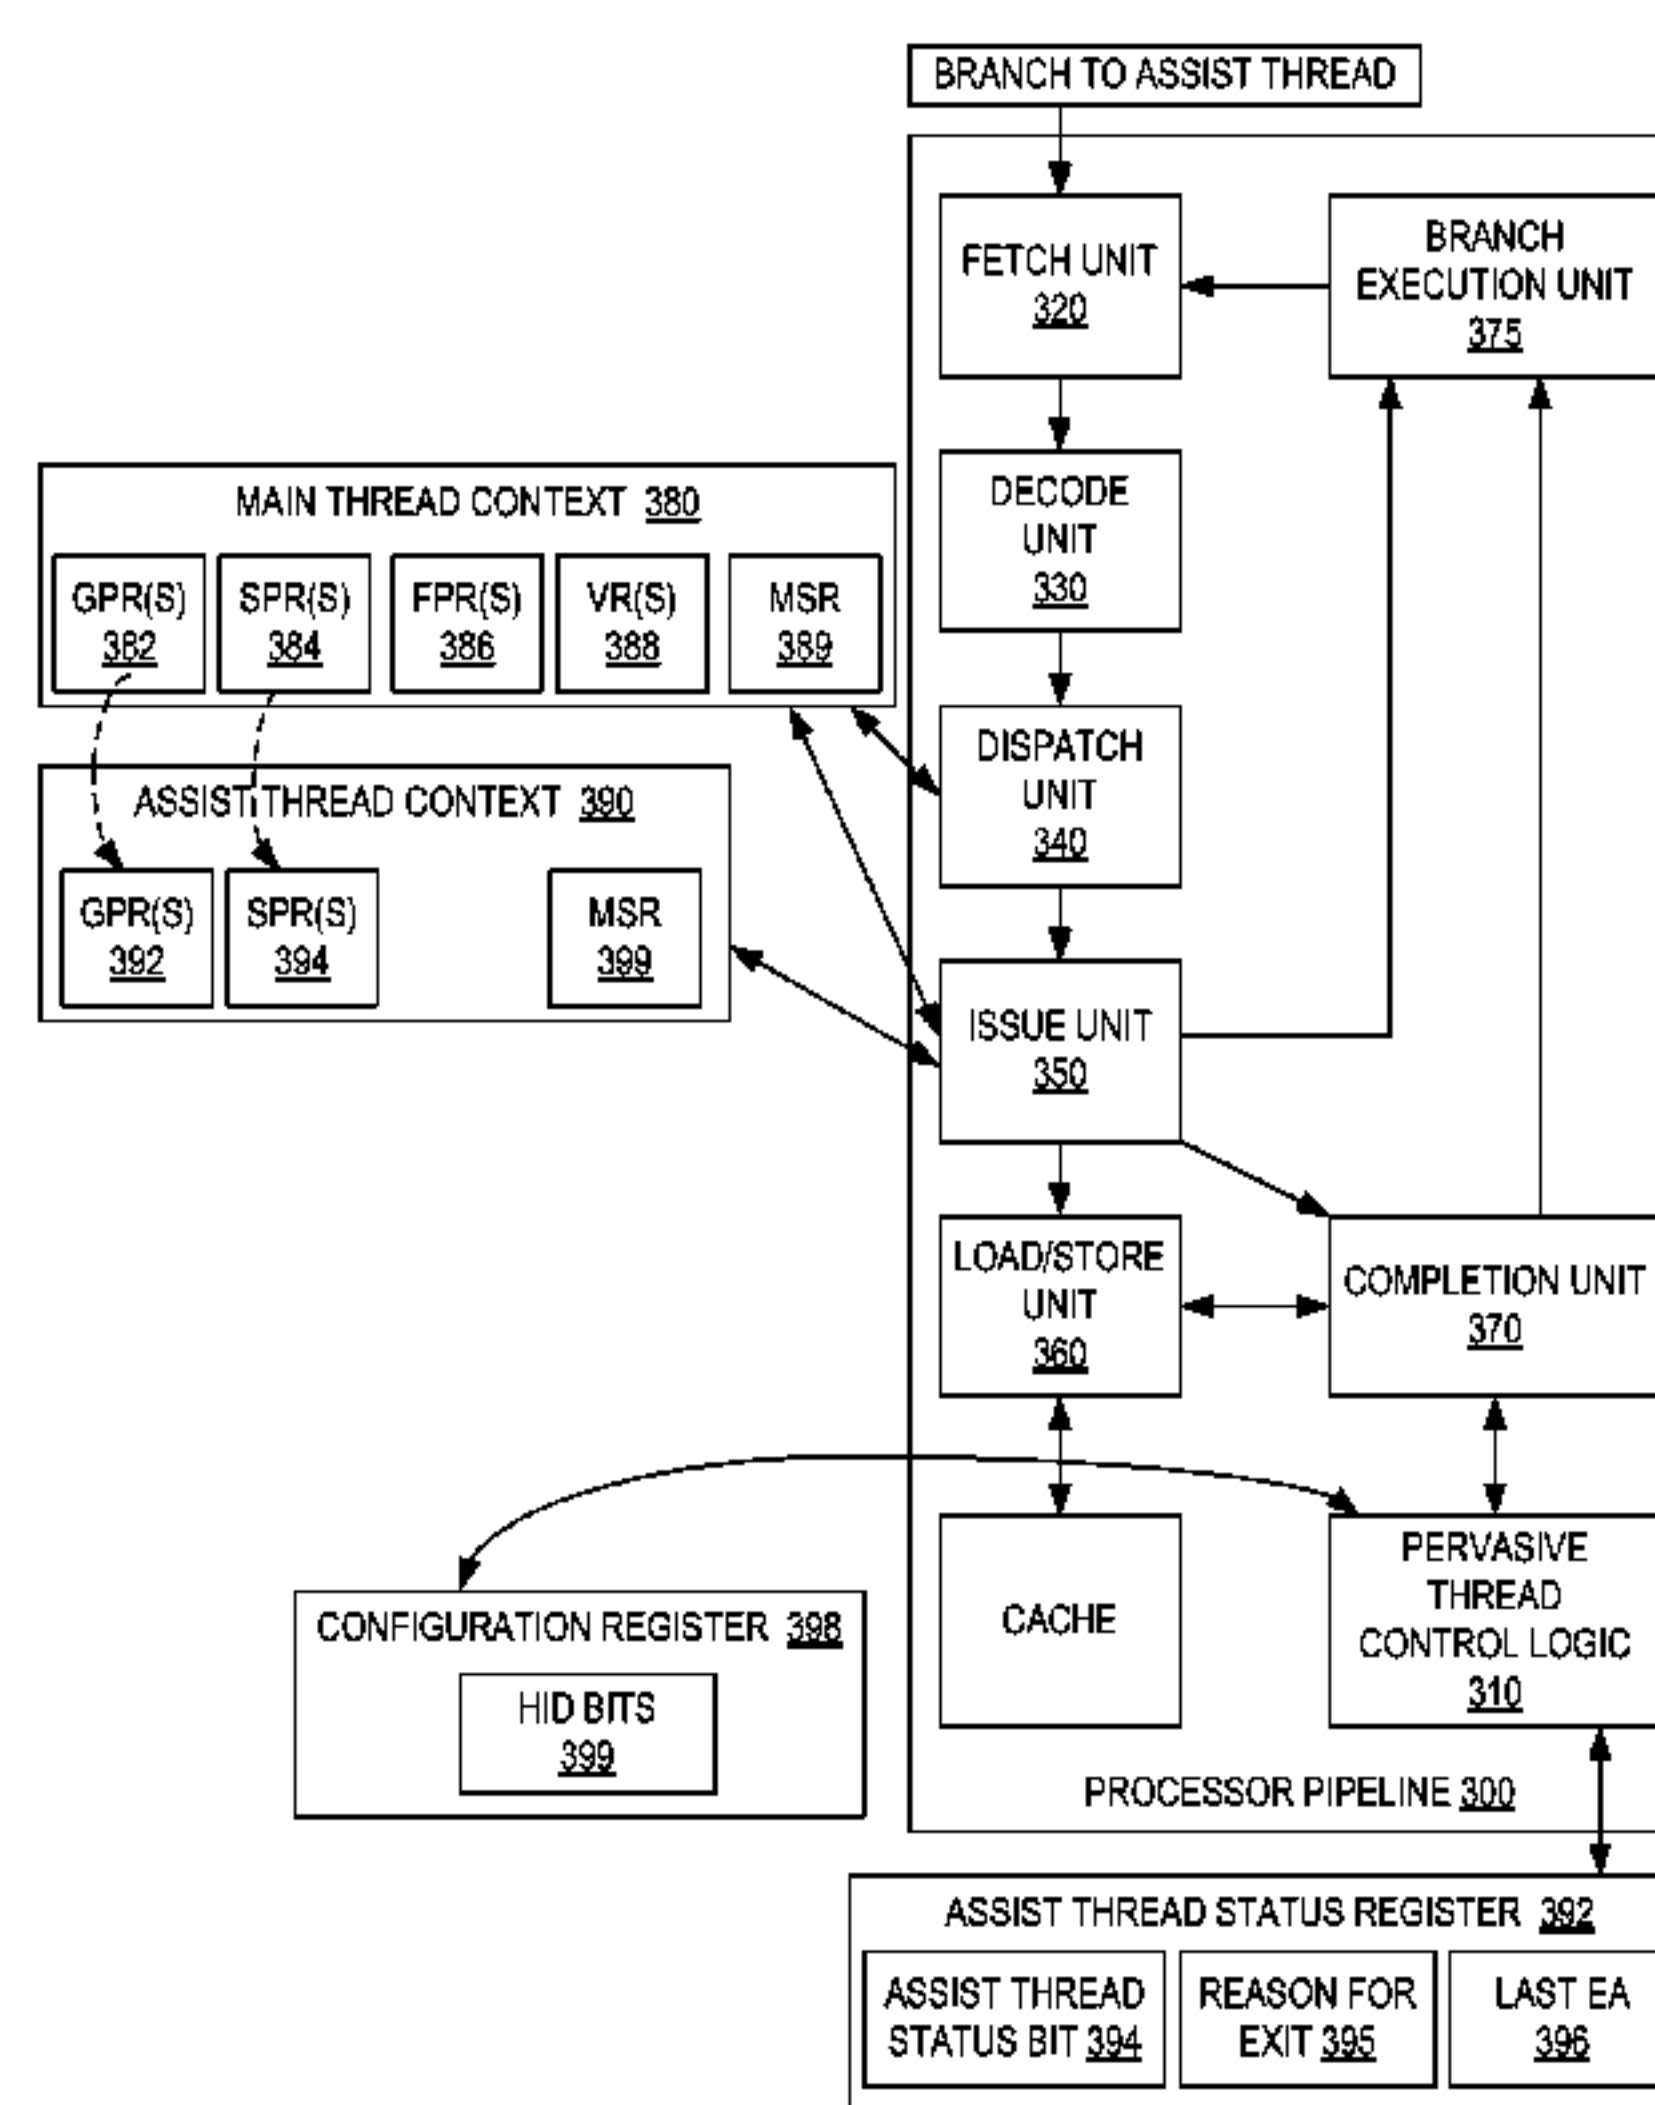 BRANCH TO ASSIST THREAD
FETCH UNIT
320
BRANCH
EXECUTION UNIT
375
MAIN THREAD CONTEXT 380
GPR(S)
382
SPR(S)
384
FPR(S)
386
VR(S)
388
MSR
389
DECODE
UNIT
330
DISPATCH
UNIT
340
ASSIST THREAD CONTEXT 390
GPR(S)
392
SPR(S)
394
MSR
399
ISSUE UNIT
350
LOAD/STORE
UNIT
360
COMPLETION UNIT
370
CACHE
PERVASIVE
THREAD
CONTROL LOGIC
310
CONFIGURATION REGISTER 398
HID BITS
399
PROCESSOR PIPELINE 300
ASSIST THREAD STATUS REGISTER 392
ASSIST THREAD
STATUS BIT 394
REASON FOR
EXIT 395
LAST EA
396